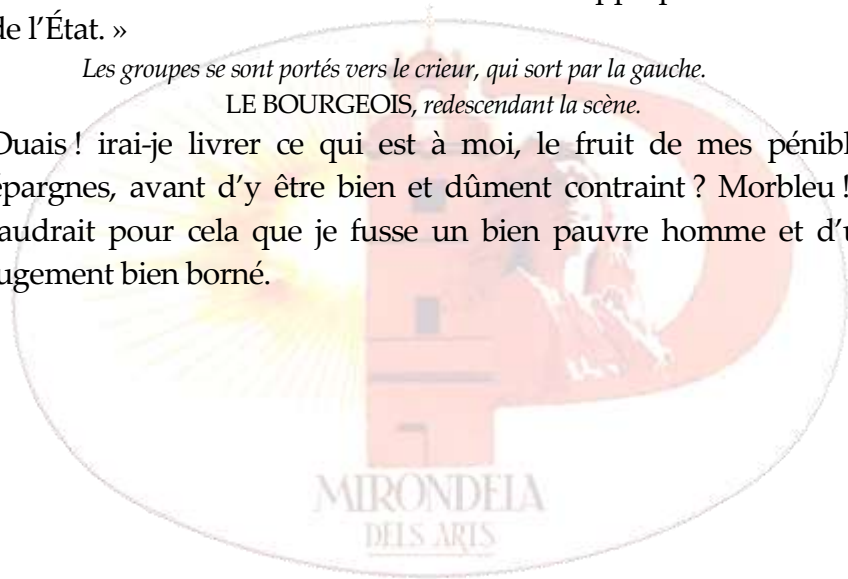 de l’État. »
Les groupes se sont portés vers le crieur, qui sort par la gauche.
LE BOURGEOIS, redescendant la scène.
Ouais ! irai-je livrer ce qui est à moi, le fruit de mes pénibl
épargnes, avant d’y être bien et dûment contraint ? Morbleu !
audrait pour cela que je fusse un bien pauvre homme et d’u
ugement bien borné.
MIRONDELA
DELS ARTS